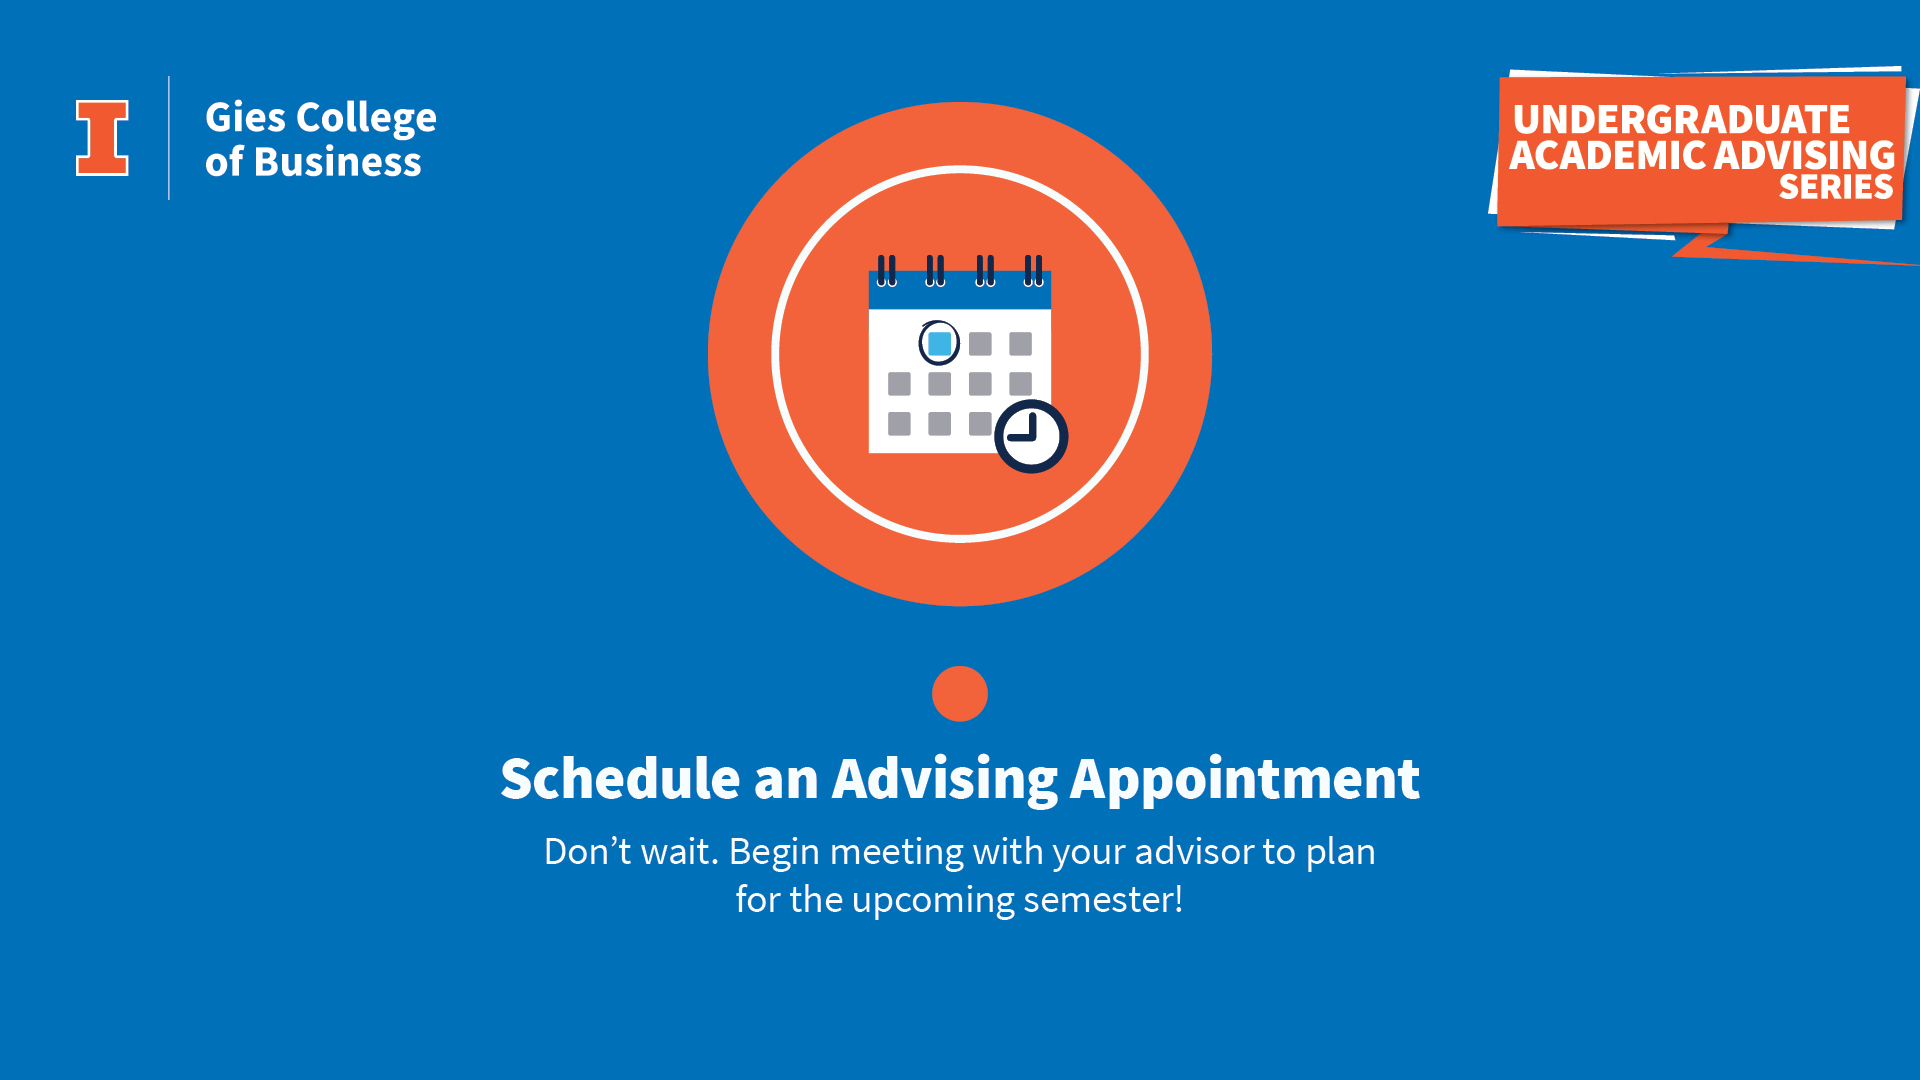 Gies College
of Business
UNDERGRADUATE
ACADEMIC ADVISING
SERIES
Schedule an Advising Appointment
Don’t wait. Begin meeting with your advisor to plan
for the upcoming semester!